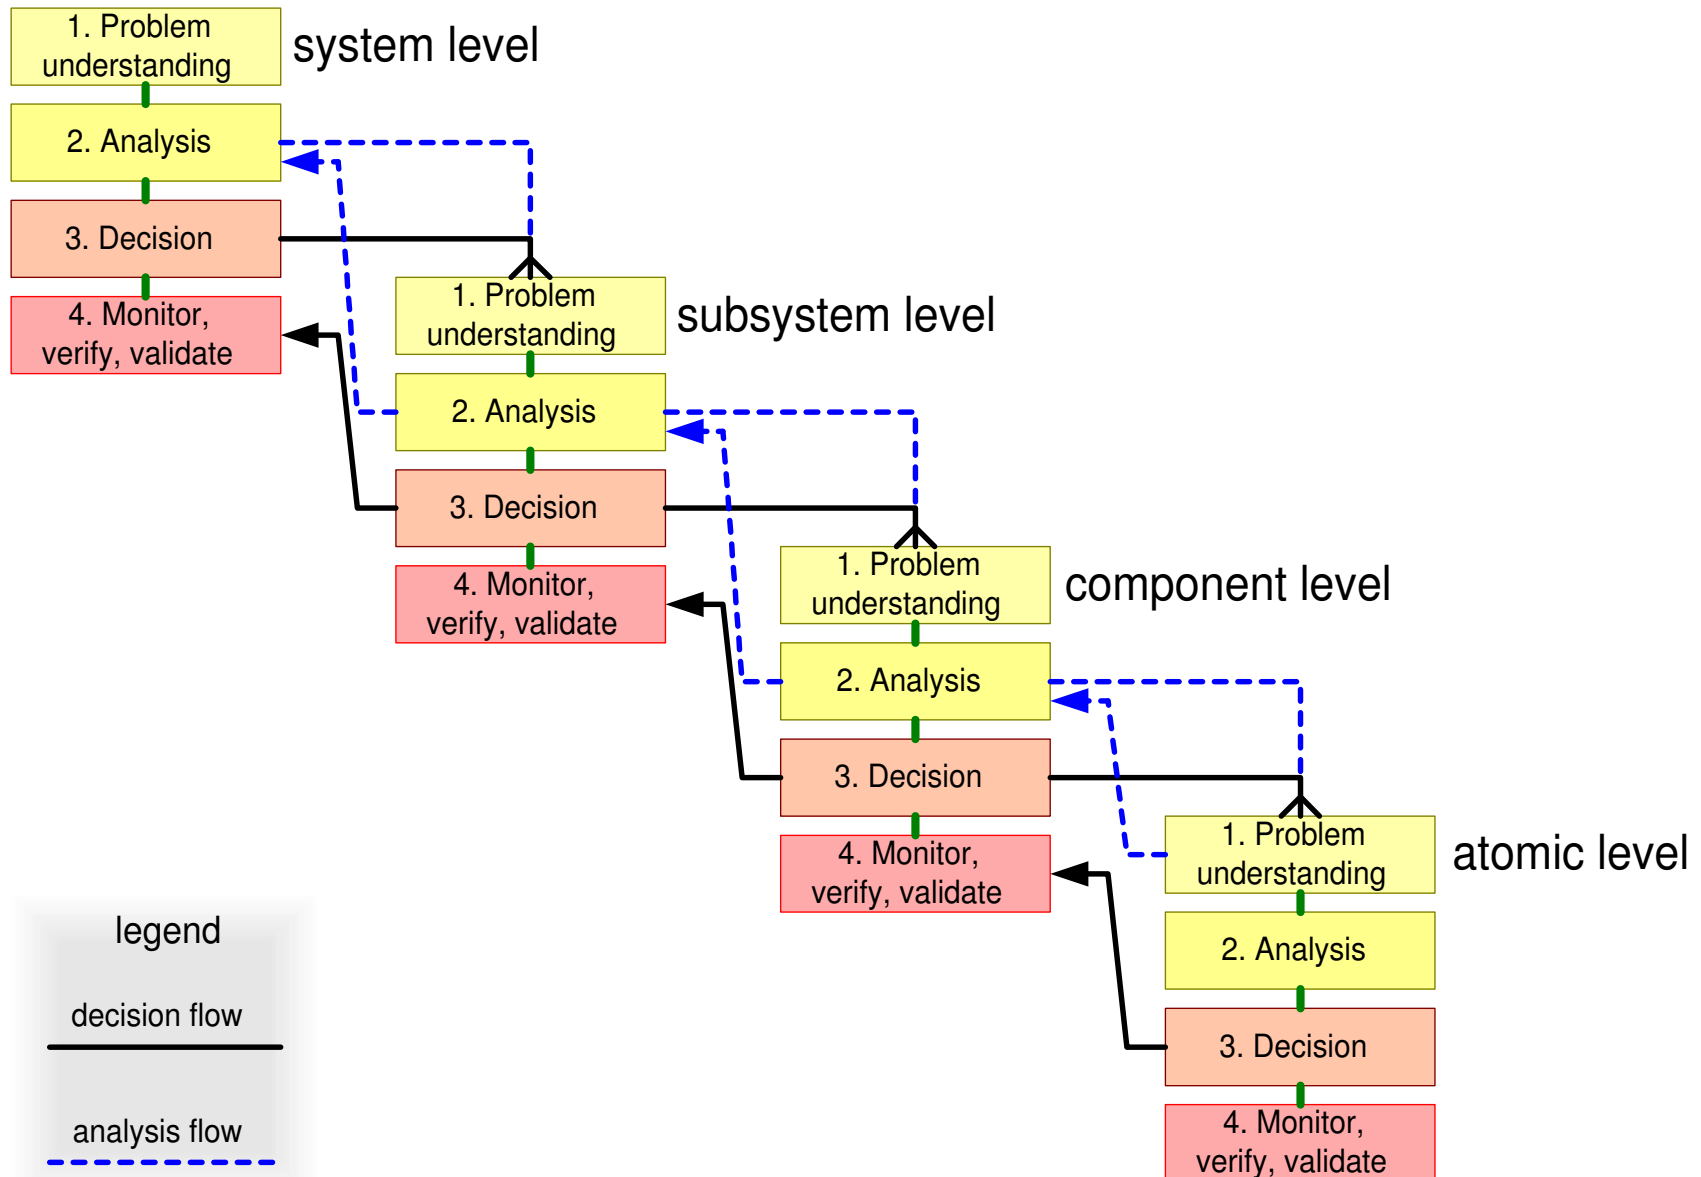 1. Problem
understanding
system level
2. Analysis
3. Decision
4. Monitor,
verify, validate
1. Problem
understanding
subsystem level
2. Analysis
3. Decision
4. Monitor,
verify, validate
1. Problem
understanding
component level
2. Analysis
3. Decision
4. Monitor,
verify, validate
1. Problem
understanding
atomic level
2. Analysis
3. Decision
4. Monitor,
verify, validate
legend
decision flow
analysis flow